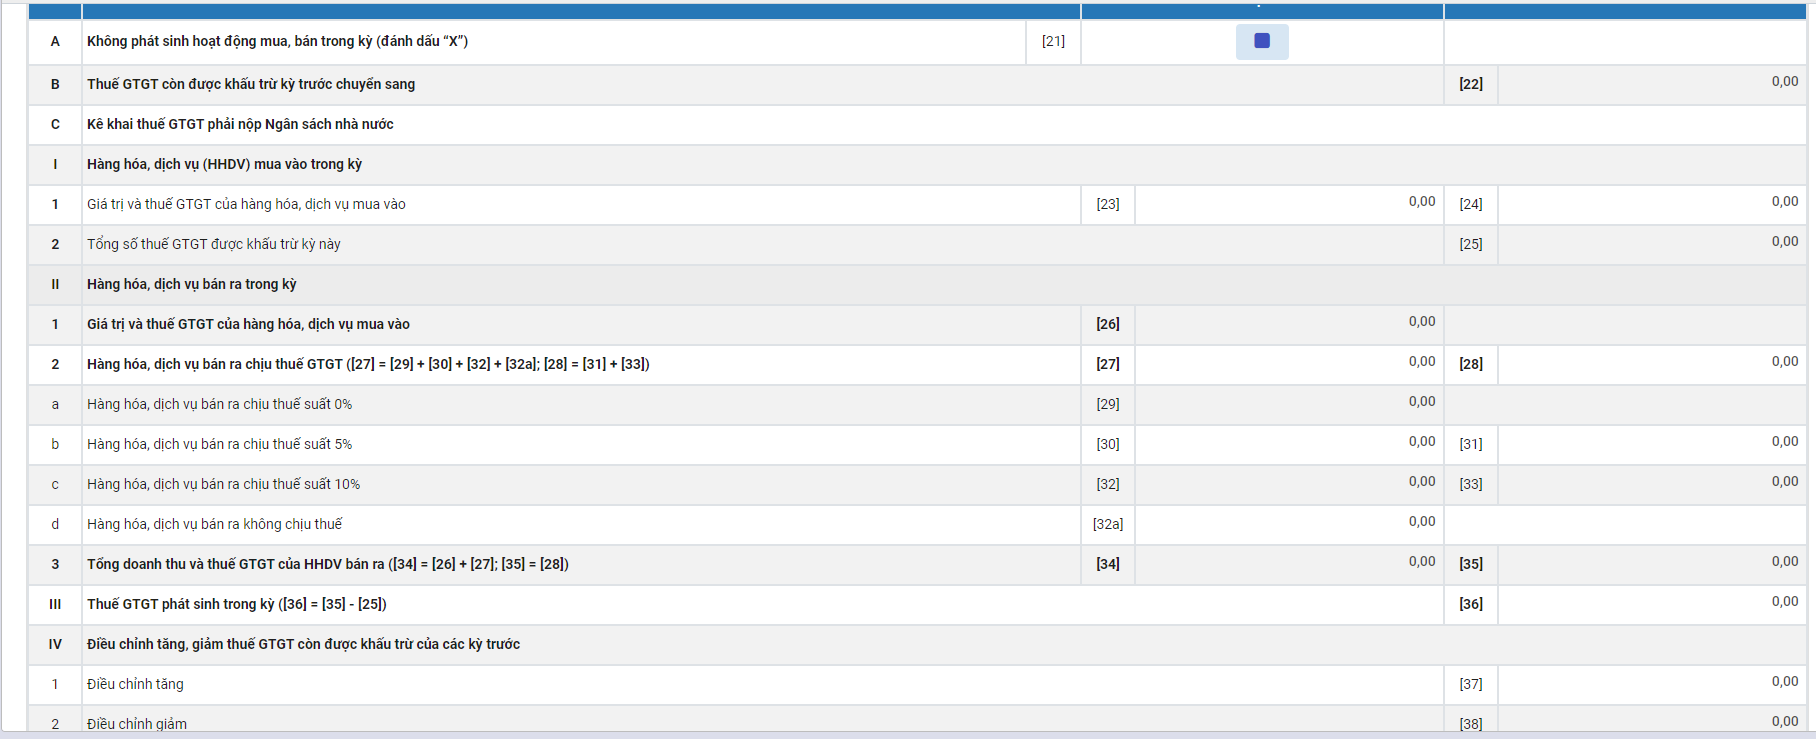 A Không phát sinh hoạt động mua, bán trong kỳ (đánh dấu “X”) [21]
B Thuế GTGT còn được khấu trừ kỳ trước chuyển sang [22] 0,00
C Kê khai thuế GTGT phải nộp Ngân sách nhà nước
I Hàng hóa, dịch vụ (HHDV) mua vào trong kỳ
1 Giá trị và thuế GTGT của hàng hóa, dịch vụ mua vào [23] 0,00 [24] 0,00
2 Tổng số thuế GTGT được khấu trừ kỳ này [25] 0,00
II Hàng hóa, dịch vụ bán ra trong kỳ
1 Giá trị và thuế GTGT của hàng hóa, dịch vụ mua vào [26] 0,00
2 Hàng hóa, dịch vụ bán ra chịu thuế GTGT ([27] = [29] + [30] + [32] + [32a]; [28] = [31] + [33]) [27] 0,00 [28] 0,00
a Hàng hóa, dịch vụ bán ra chịu thuế suất 0% [29] 0,00
b Hàng hóa, dịch vụ bán ra chịu thuế suất 5% [30] 0,00 [31] 0,00
c Hàng hóa, dịch vụ bán ra chịu thuế suất 10% [32] 0,00 [33] 0,00
d Hàng hóa, dịch vụ bán ra không chịu thuế [32a] 0,00
3 Tổng doanh thu và thuế GTGT của HHDV bán ra ([34] = [26] + [27]; [35] = [28]) [34] 0,00 [35] 0,00
III Thuế GTGT phát sinh trong kỳ ([36] = [35] - [25]) [36] 0,00
IV Điều chỉnh tăng, giảm thuế GTGT còn được khấu trừ của các kỳ trước
1 Điều chỉnh tăng [37] 0,00
2 Điều chỉnh giảm [38] 0,00